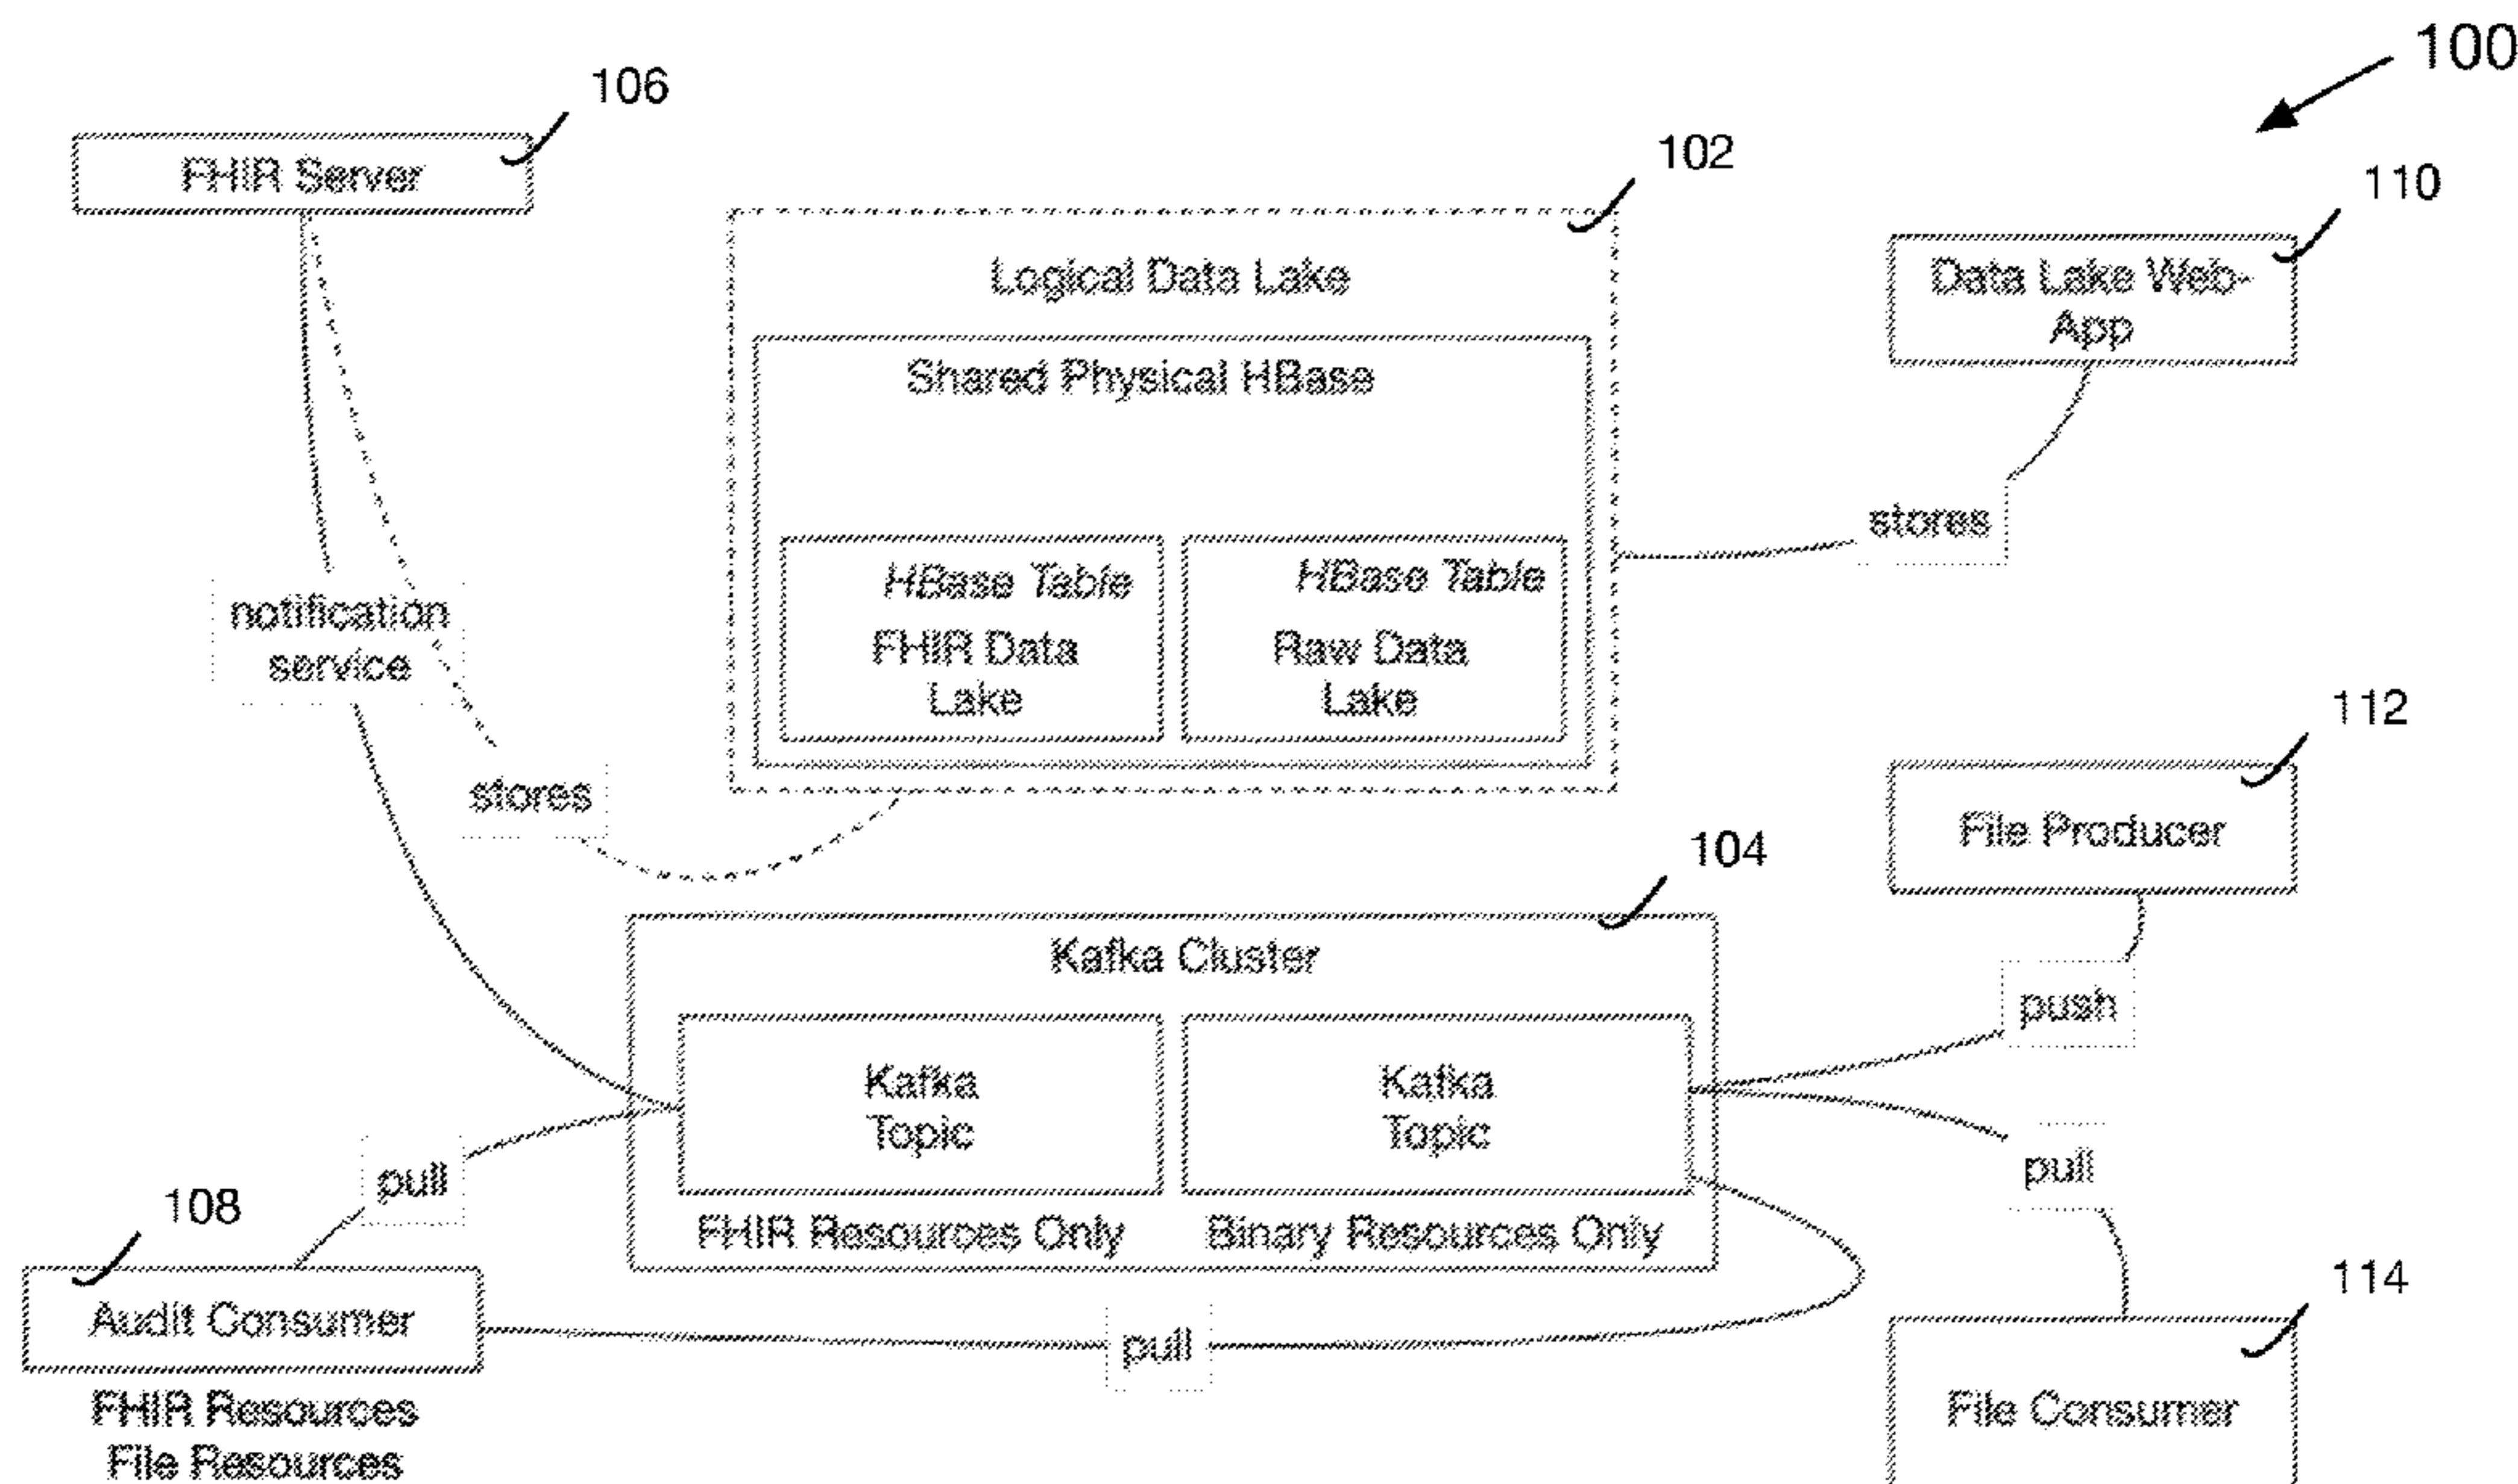 100
106
FHIR Server
102
110
Logical Data Lake
Data Lake Web-
App
Shared Physical HBase
stores
HBase Table
FHIR Data
Lake
HBase Table
Raw Data
Lake
notification
service
stores
112
File Producer
104
Kafka Cluster
push
Kafka
Topic
Kafka
Topic
pull
pull
FHIR Resources Only
Binary Resources Only
108
Audit Consumer
FHIR Resources
File Resources
pull
114
File Consumer